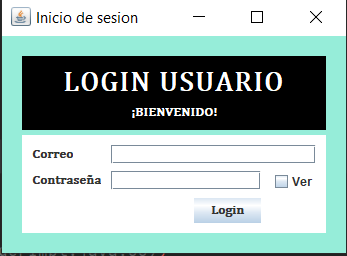 Inicio de sesion
LOGIN USUARIO
¡BIENVENIDO!
Correo
Contraseña
Ver
Login